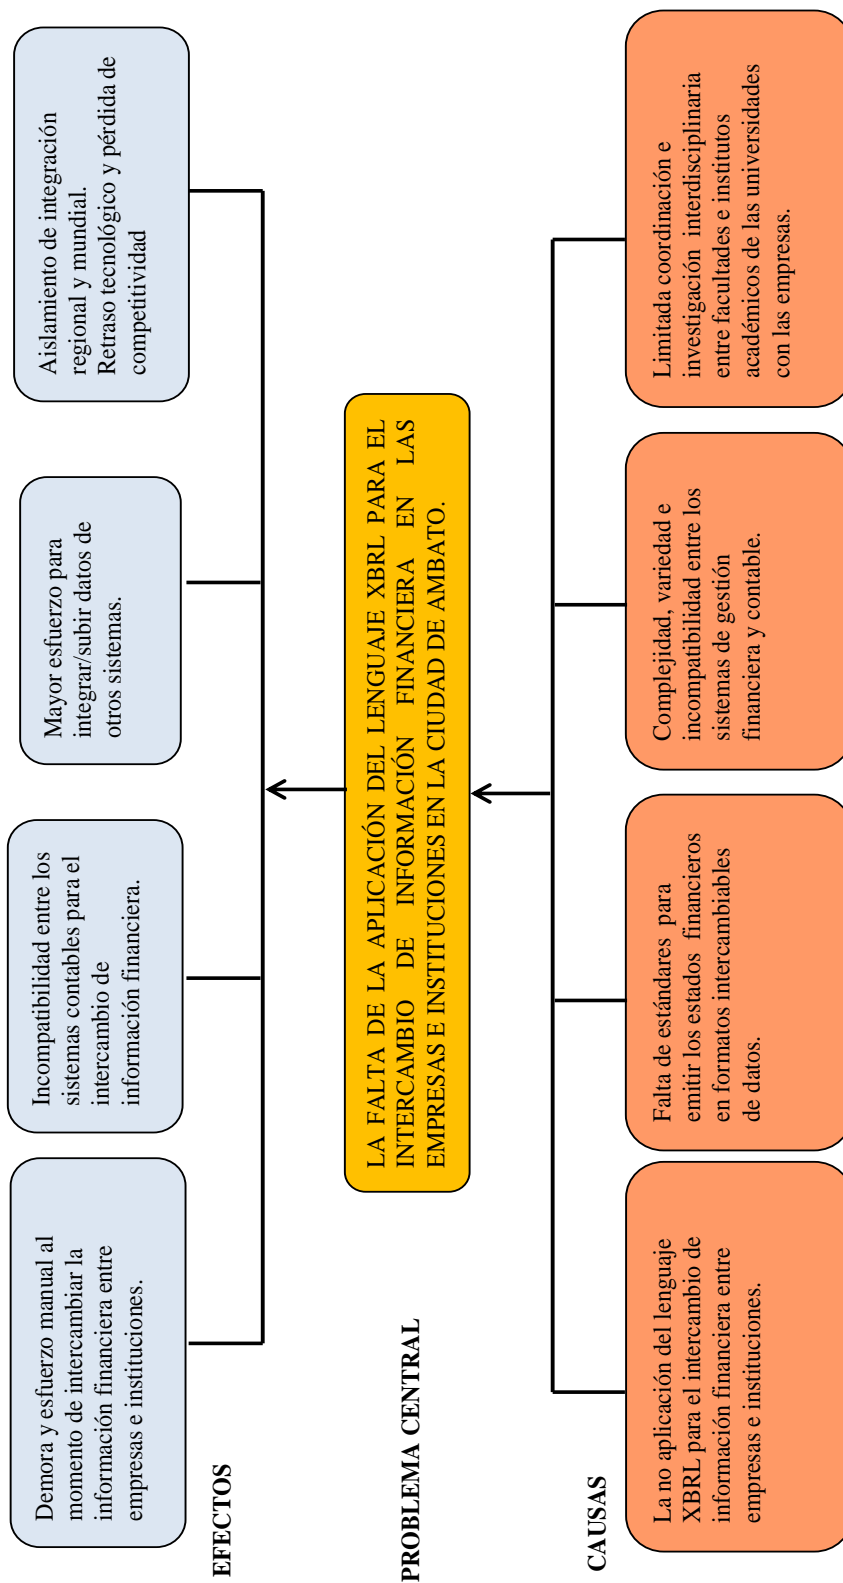 Demora y esfuerzo manual al
momento de intercambiar la
información financiera entre
empresas e instituciones.
Incompatibilidad entre los
sistemas contables para el
intercambio de
información financiera.
Mayor esfuerzo para
integrar/subir datos de
otros sistemas.
Aislamiento de integración
regional y mundial.
Retraso tecnológico y pérdida de
competitividad
EFECTOS
PROBLEMA CENTRAL
LA FALTA DE LA APLICACIÓN DEL LENGUAJE XBRL PARA EL
INTERCAMBIO DE INFORMACIÓN FINANCIERA EN LAS
EMPRESAS E INSTITUCIONES EN LA CIUDAD DE AMBATO.
CAUSAS
La no aplicación del lenguaje
XBRL para el intercambio de
información financiera entre
empresas e instituciones.
Falta de estándares para
emitir los estados financieros
en formatos intercambiables
de datos.
Complejidad, variedad e
incompatibilidad entre los
sistemas de gestión
financiera y contable.
Limitada coordinación e
investigación interdisciplinaria
entre facultades e institutos
académicos de las universidades
con las empresas.